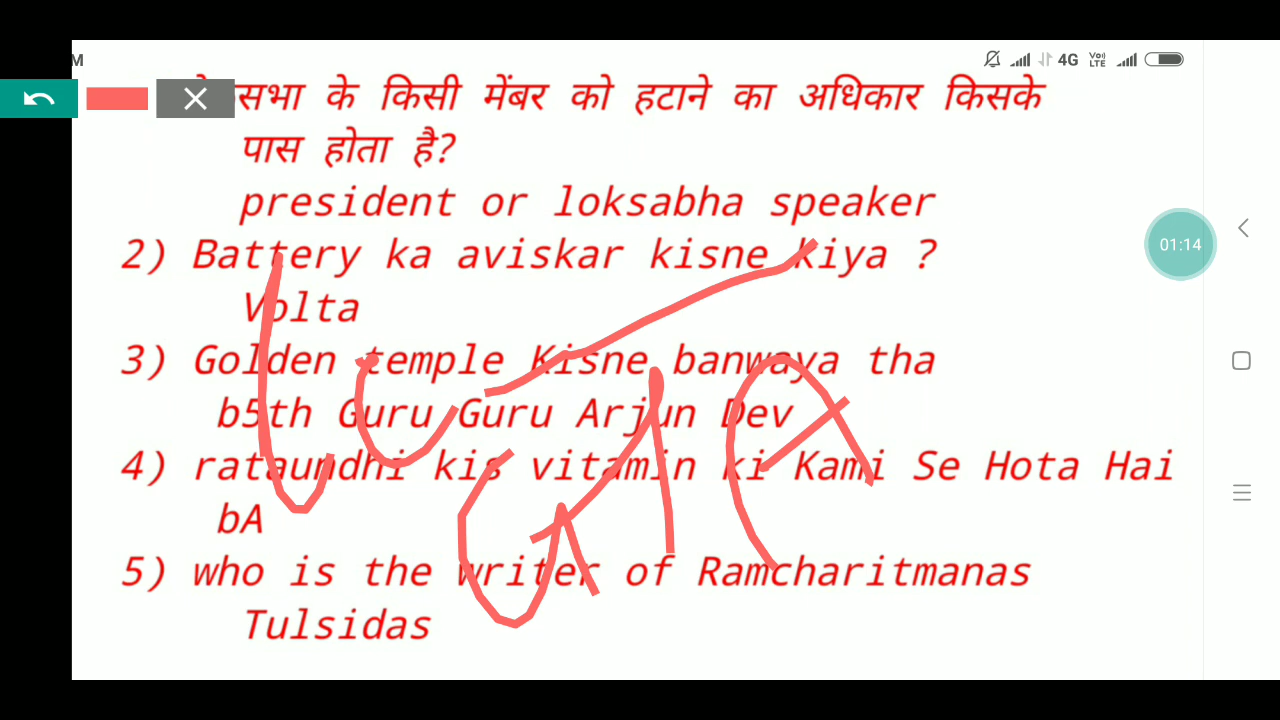 M 4G VoLTE
सभा के किसी मेंबर को हटाने का अधिकार किसके
पास होता है?
president or loksabha speaker
01:14
2) Battery ka aviskar kisne kiya ?
Volta
3) Golden temple Kisne banwaya tha
b5th Guru Guru Arjun Dev
4) rataundhi kis vitamin ki Kami Se Hota Hai
bA
5) who is the writer of Ramcharitmanas
Tulsidas